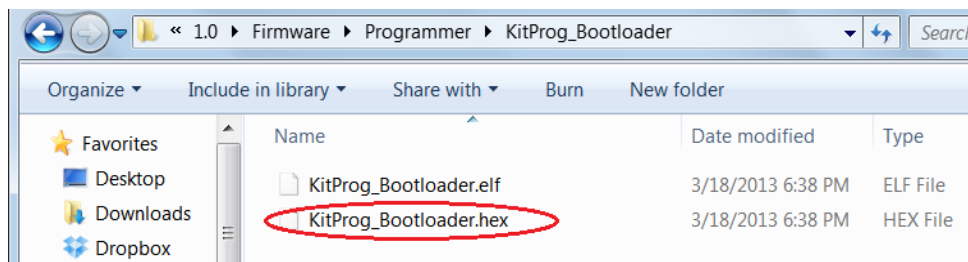 « 1.0 Firmware Programmer KitProg_Bootloader
Organize Include in library Share with Burn New folder
Favorites Name Date modified Type
Desktop KitProg_Bootloader.elf 3/18/2013 6:38 PM ELF File
Downloads KitProg_Bootloader.hex 3/18/2013 6:38 PM HEX File
Dropbox